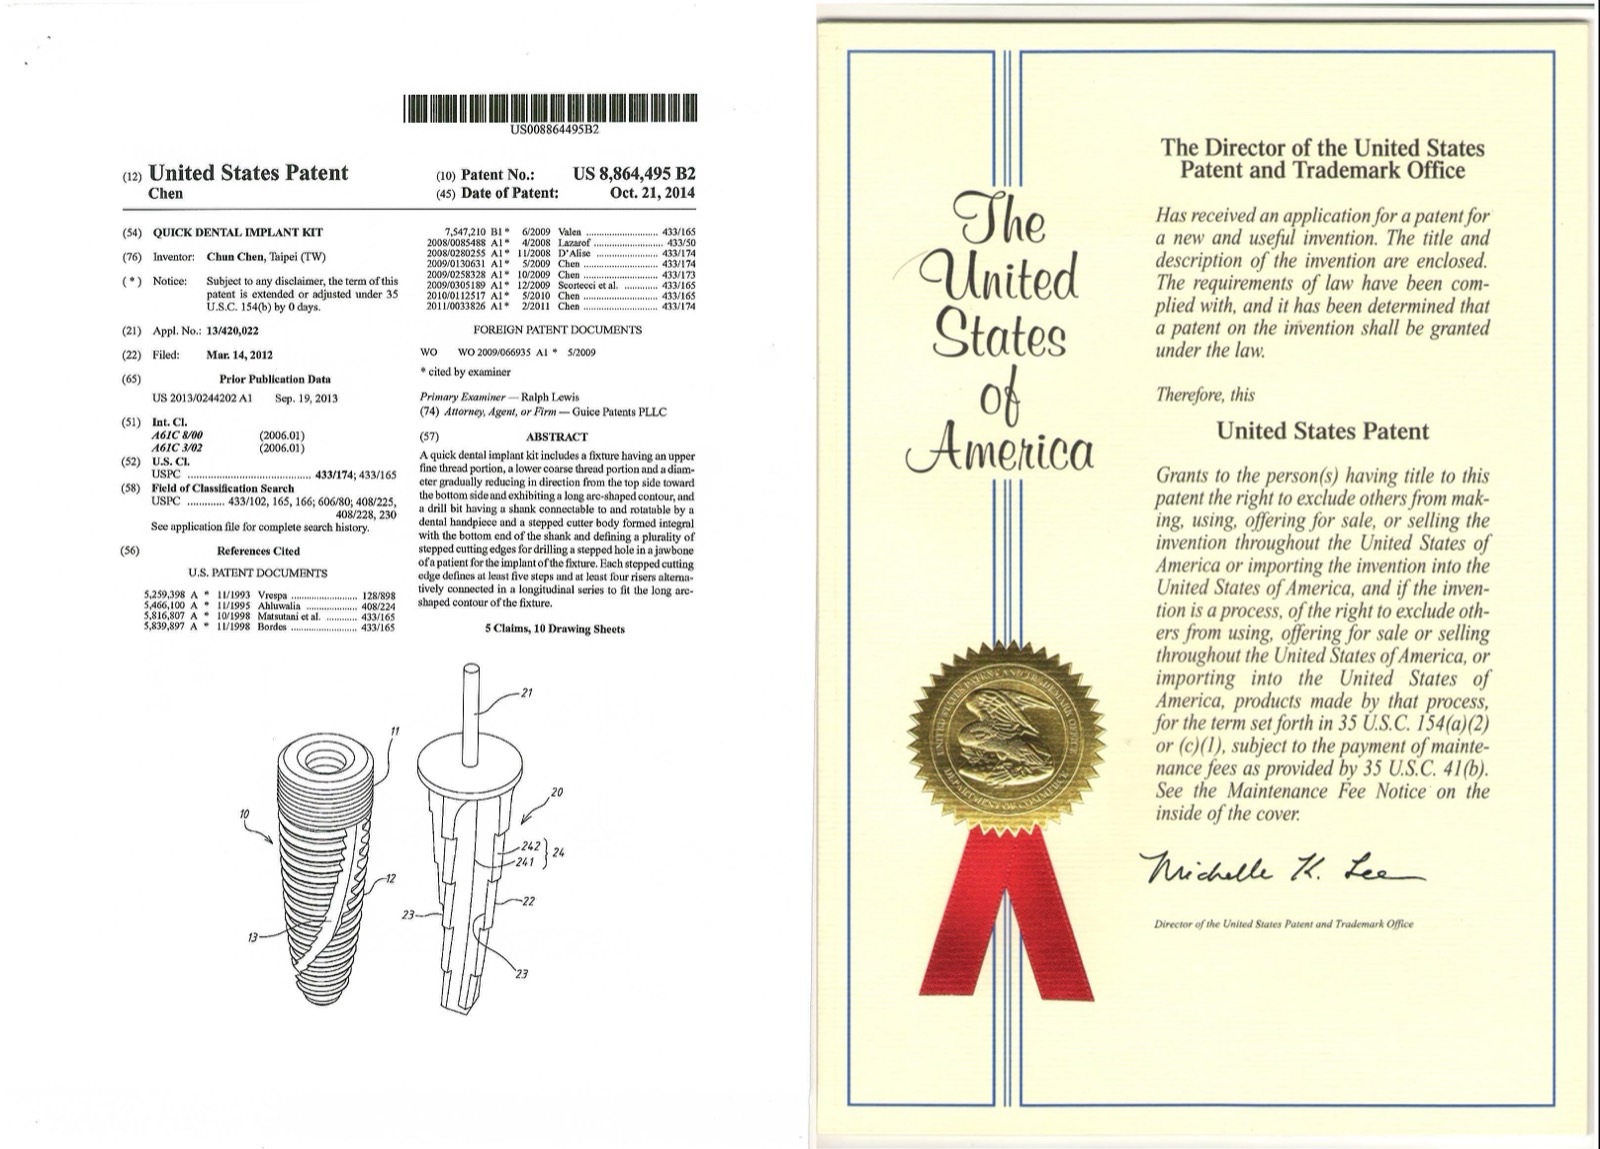 US008864495B2
(12) United States Patent
Chen
(10) Patent No.: US 8,864,495 B2
(45) Date of Patent: Oct. 21, 2014
(54) QUICK DENTAL IMPLANT KIT
(76) Inventor: Chun Chen, Taipei (TW)
(*) Notice: Subject to any disclaimer, the term of this
patent is extended or adjusted under 35
U.S.C. 154(b) by 0 days.
(21) Appl. No.: 13/420,022
(22) Filed: Mar. 14, 2012
(65) Prior Publication Data
US 2013/0244202 A1 Sep. 19, 2013
(51) Int. Cl.
A61C 8/00 (2006.01)
A61C 3/02 (2006.01)
(52) U.S. Cl.
USPC .................................... 433/174; 433/165
(58) Field of Classification Search
USPC ............ 433/102, 165, 166; 606/80; 408/225,
408/228, 230
See application file for complete search history.
(56) References Cited
U.S. PATENT DOCUMENTS
5,259,398 A * 11/1993 Vrespa ........................ 128/898
5,466,100 A * 11/1995 Ahluwalia .................... 408/224
5,816,807 A * 10/1998 Matsutani et al. ............ 433/165
5,839,897 A * 11/1998 Bordes ........................ 433/165
7,547,210 B1 * 6/2009 Valen .......................... 433/165
2008/0085488 A1 * 4/2008 Lazarof ........................ 433/50
2008/0280255 A1 * 11/2008 D'Alise ........................ 433/174
2009/0130631 A1 * 5/2009 Chen .......................... 433/174
2009/0258328 A1 * 10/2009 Chen .......................... 433/173
2009/0305189 A1 * 12/2009 Scortecci et al. ............ 433/165
2010/0112517 A1 * 5/2010 Chen .......................... 433/165
2011/0033826 A1 * 2/2011 Chen .......................... 433/174
FOREIGN PATENT DOCUMENTS
WO WO 2009/066935 A1 * 5/2009
* cited by examiner
Primary Examiner — Ralph Lewis
(74) Attorney, Agent, or Firm — Guice Patents PLLC
(57) ABSTRACT
A quick dental implant kit includes a fixture having an upper
fine thread portion, a lower coarse thread portion and a diam-
eter gradually reducing in direction from the top side toward
the bottom side and exhibiting a long arc-shaped contour, and
a drill bit having a shank connectable to and rotatable by a
dental handpiece and a stepped cutter body formed integral
with the bottom end of the shank and defining a plurality of
stepped cutting edges for drilling a stepped hole in a jawbone
of a patient for the implant of the fixture. Each stepped cutting
edge defines at least five steps and at least four risers alterna-
tively connected in a longitudinal series to fit the long arc-
shaped contour of the fixture.
5 Claims, 10 Drawing Sheets
21
11
20
10
242
241
24
12
22
23
13
23
The
United
States
of
America
The Director of the United States
Patent and Trademark Office
Has received an application for a patent for
a new and useful invention. The title and
description of the invention are enclosed.
The requirements of law have been com-
plied with, and it has been determined that
a patent on the invention shall be granted
under the law.
Therefore, this
United States Patent
Grants to the person(s) having title to this
patent the right to exclude others from mak-
ing, using, offering for sale, or selling the
invention throughout the United States of
America or importing the invention into the
United States of America, and if the inven-
tion is a process, of the right to exclude oth-
ers from using, offering for sale or selling
throughout the United States of America, or
importing into the United States of
America, products made by that process,
for the term set forth in 35 U.S.C. 154(a)(2)
or (c)(1), subject to the payment of mainte-
nance fees as provided by 35 U.S.C. 41(b).
See the Maintenance Fee Notice on the
inside of the cover.
Michelle K. Lee
Director of the United States Patent and Trademark Office
UNITED STATES PATENT AND TRADEMARK OFFICE
DEPARTMENT OF COMMERCE